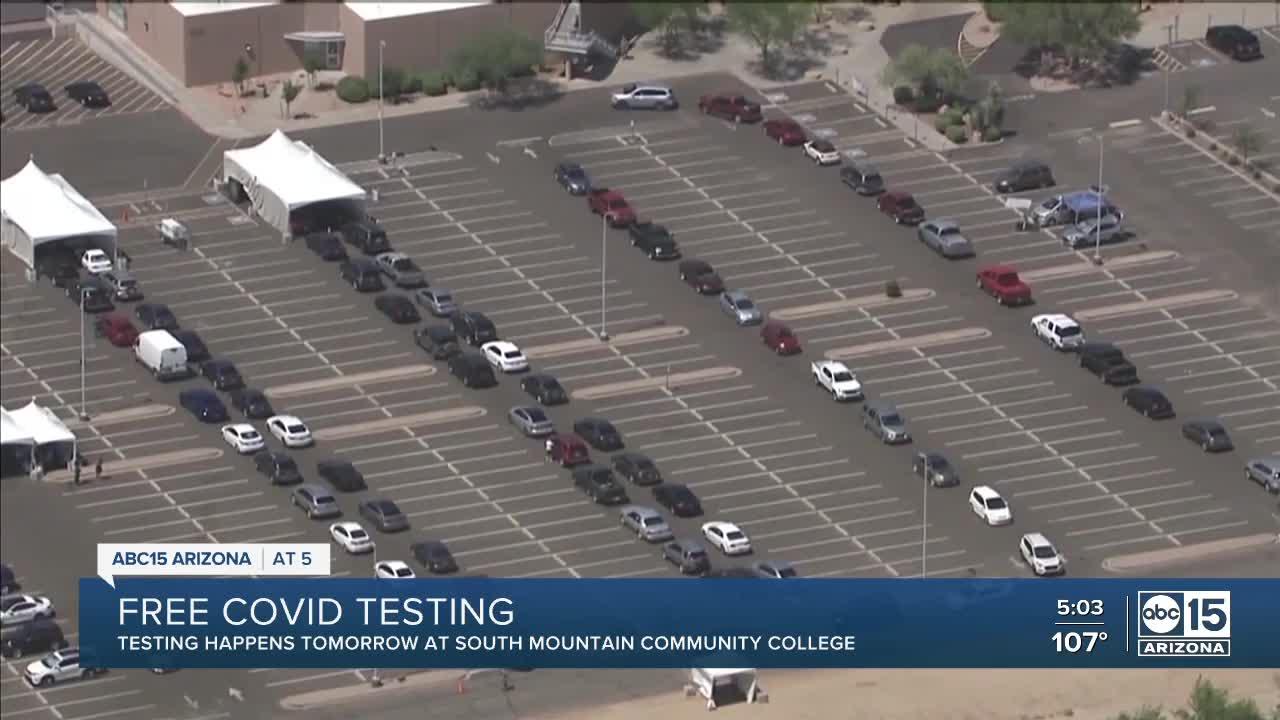 ABC15 ARIZONA | AT 5
FREE COVID TESTING
TESTING HAPPENS TOMORROW AT SOUTH MOUNTAIN COMMUNITY COLLEGE
5:03
107°
abc 15
ARIZONA